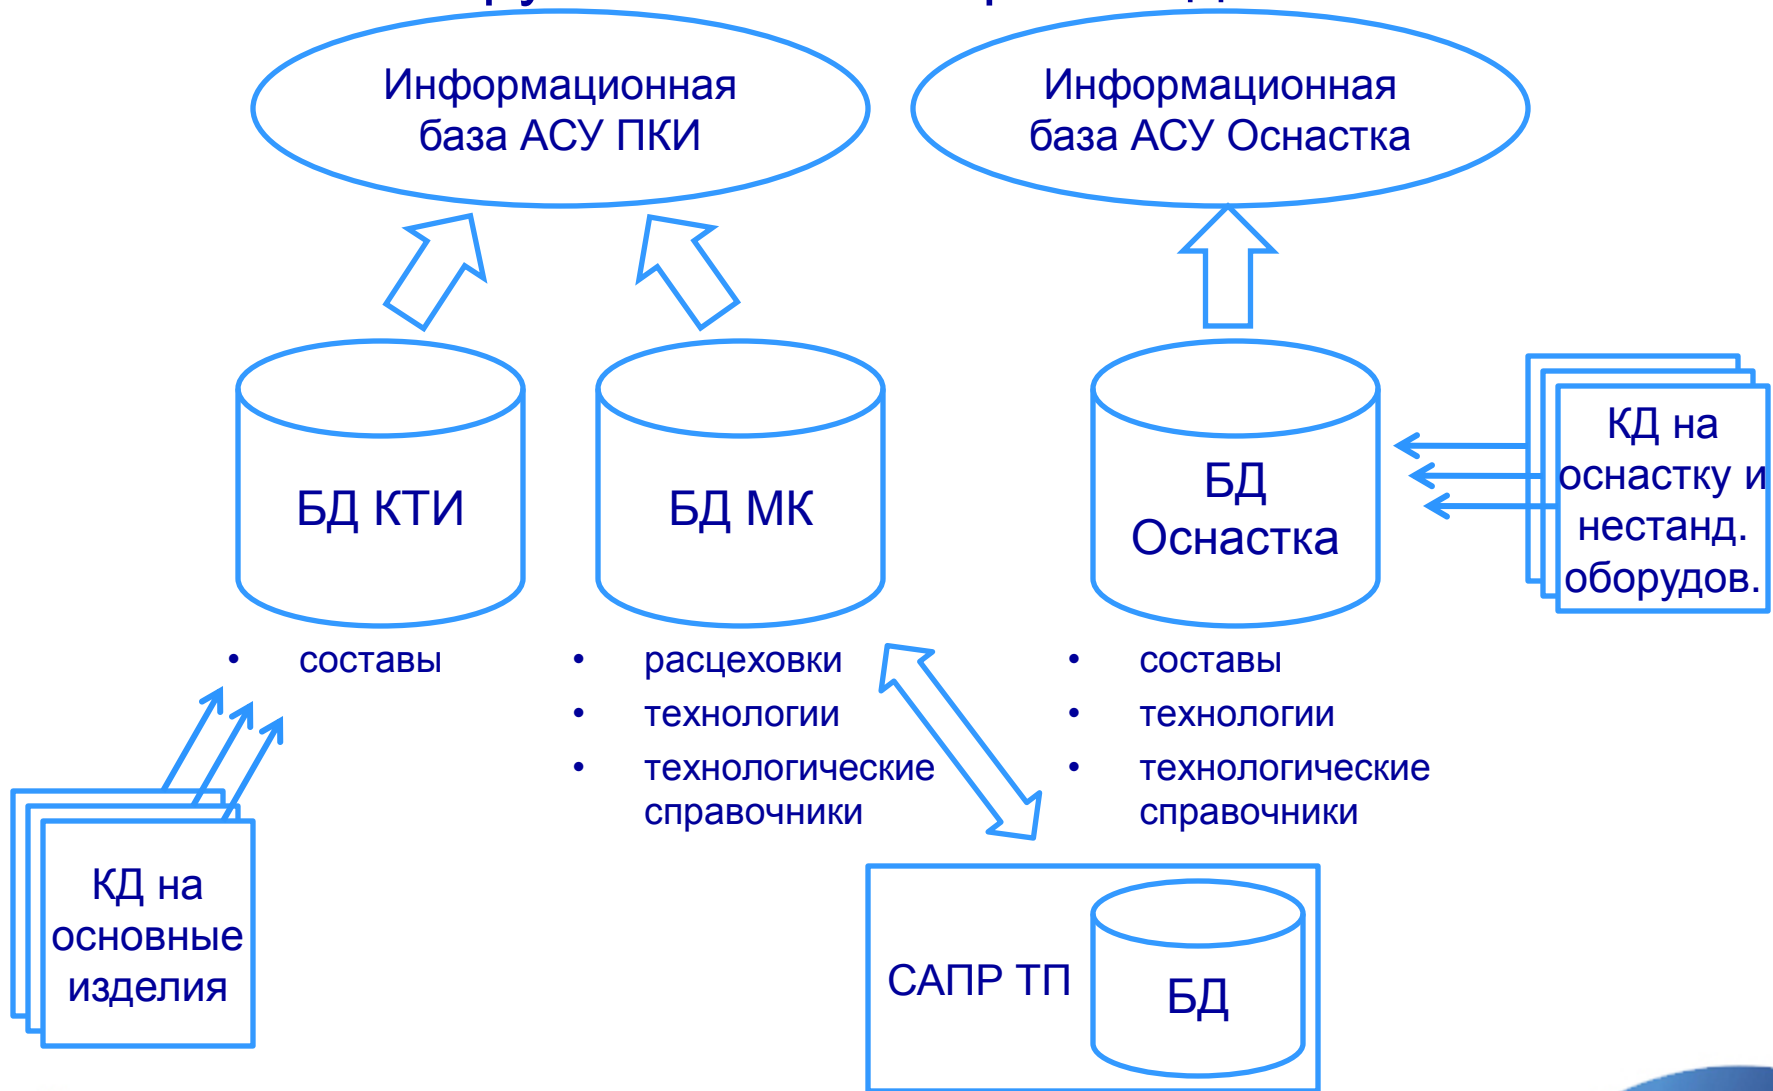 Информационная
база АСУ ПКИ
Информационная
база АСУ Оснастка
БД КТИ
БД МК
БД
Оснастка
КД на
оснастку и
нестанд.
оборудов.
• составы
• расцеховки
• технологии
• технологические
справочники
• составы
• технологии
• технологические
справочники
КД на
основные
изделия
САПР ТП
БД